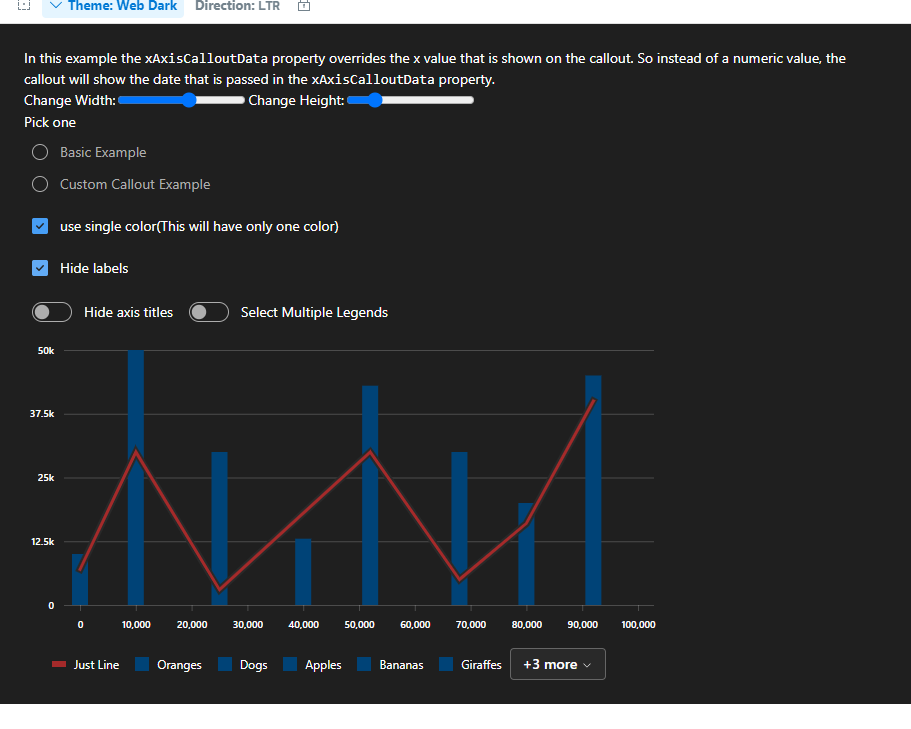 Theme: Web Dark Direction: LTR
In this example the xAxisCalloutData property overrides the x value that is shown on the callout. So instead of a numeric value, the
callout will show the date that is passed in the xAxisCalloutData property.
Change Width: Change Height:
Pick one
Basic Example
Custom Callout Example
use single color(This will have only one color)
Hide labels
Hide axis titles Select Multiple Legends
50k
37.5k
25k
12.5k
0
0 10,000 20,000 30,000 40,000 50,000 60,000 70,000 80,000 90,000 100,000
Just Line Oranges Dogs Apples Bananas Giraffes +3 more